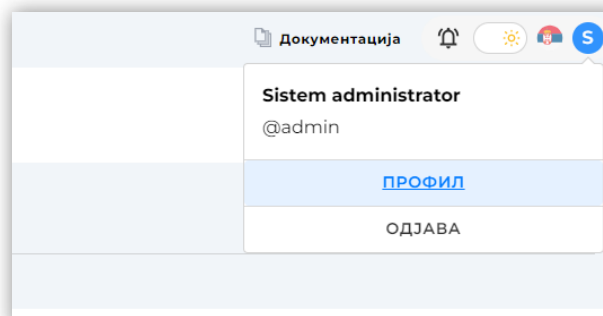 Документација
S
Sistem administrator
@admin
ПРОФИЛ
ОДЈАВА